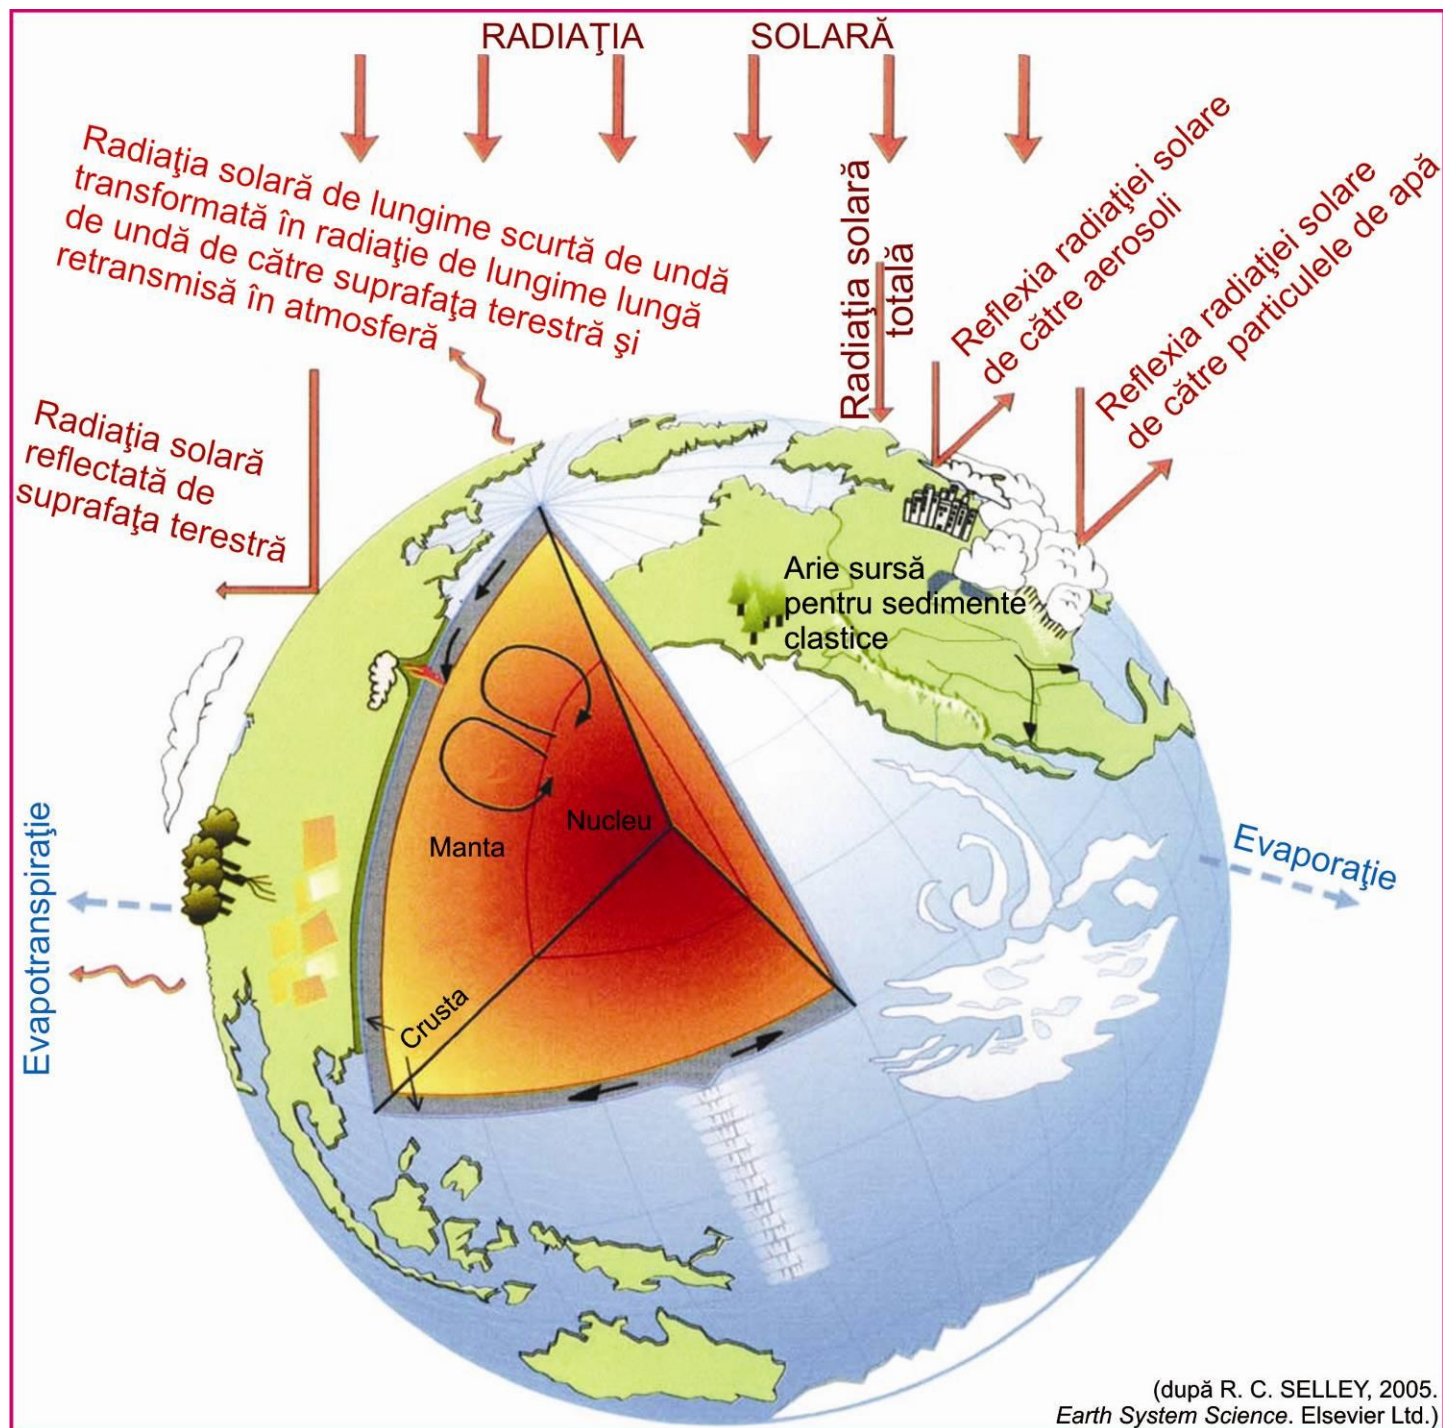 RADIAŢIA SOLARĂ
Radiaţia solară de lungime scurtă de undă
transformată în radiaţie de lungime lungă
de undă de către suprafaţa terestră şi
retransmisă în atmosferă
Radiaţia solară
reflectată de
suprafaţa terestră
Radiaţia solară
totală
Reflexia radiaţiei solare
de către aerosoli
Reflexia radiaţiei solare
de către particulele de apă
Arie sursă
pentru sedimente
clastice
Nucleu
Manta
Crusta
Evapotranspiraţie
Evaporaţie
(după R. C. SELLEY, 2005.
Earth System Science. Elsevier Ltd.)